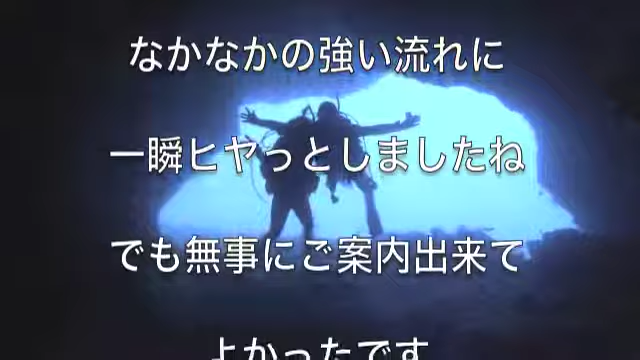 なかなかの強い流れに
一瞬ヒヤっとしましたね
でも無事にご案内出来て
よかったです